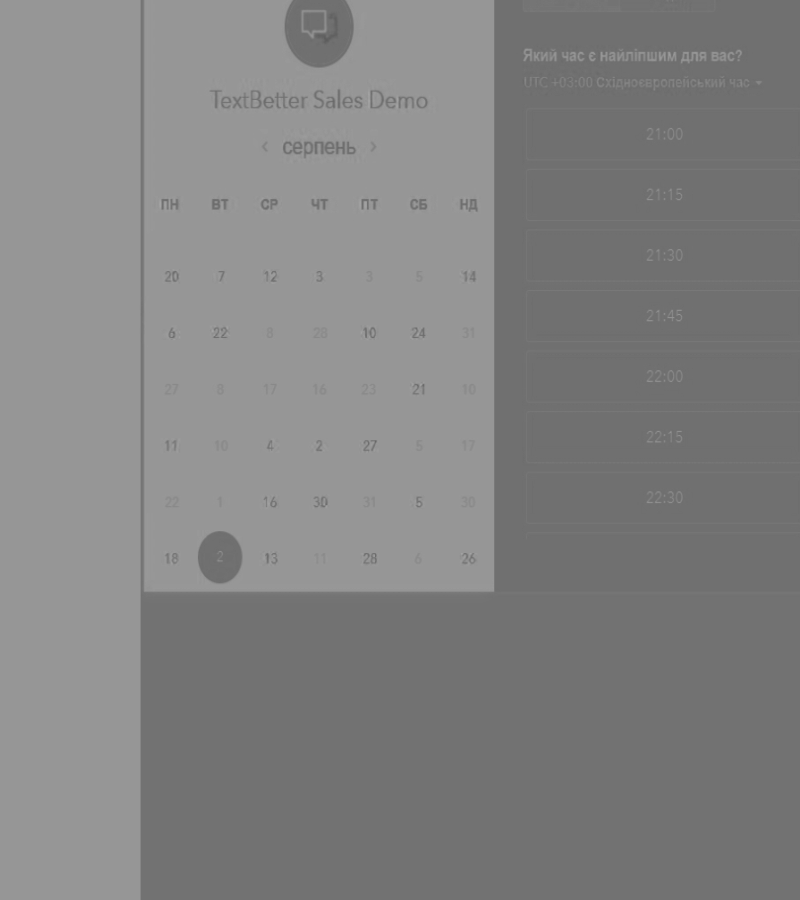 TextBetter Sales Demo
‹ серпень ›
ПН ВТ СР ЧТ ПТ СБ НД
20 7 12 3 3 5 14
6 22 8 28 10 24 31
27 8 17 16 23 21 10
11 10 4 2 27 5 17
22 1 16 30 31 5 30
18 2 13 11 28 6 26
Який час є найліпшим для вас?
UTC +03:00 Східноєвропейський час
21:00
21:15
21:30
21:45
22:00
22:15
22:30